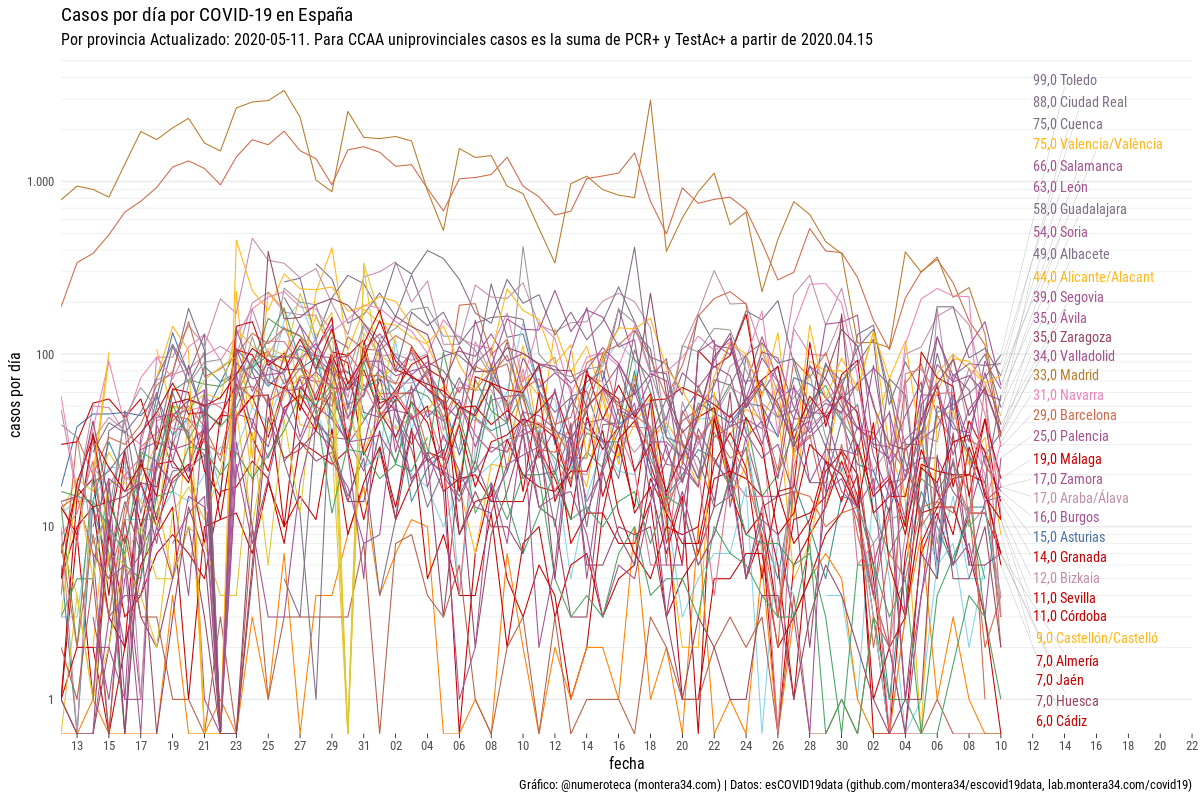 Casos por día por COVID-19 en España
Por provincia Actualizado: 2020-05-11. Para CCAA uniprovinciales casos es la suma de PCR+ y TestAc+ a partir de 2020.04.15
99,0 Toledo
88,0 Ciudad Real
75,0 Cuenca
75,0 Valencia/València
66,0 Salamanca
63,0 León
58,0 Guadalajara
54,0 Soria
49,0 Albacete
44,0 Alicante/Alacant
39,0 Segovia
35,0 Ávila
35,0 Zaragoza
34,0 Valladolid
33,0 Madrid
31,0 Navarra
29,0 Barcelona
25,0 Palencia
19,0 Málaga
17,0 Zamora
17,0 Araba/Álava
16,0 Burgos
15,0 Asturias
14,0 Granada
12,0 Bizkaia
11,0 Sevilla
11,0 Córdoba
9,0 Castellón/Castelló
7,0 Almería
7,0 Jaén
7,0 Huesca
6,0 Cádiz
casos por día
1.000
100
10
1
13 15 17 19 21 23 25 27 29 31 02 04 06 08 10 12 14 16 18 20 22 24 26 28 30 02 04 06 08 10 12 14 16 18 20 22
fecha
Gráfico: @numeroteca (montera34.com) | Datos: esCOVID19data (github.com/montera34/escovid19data, lab.montera34.com/covid19)